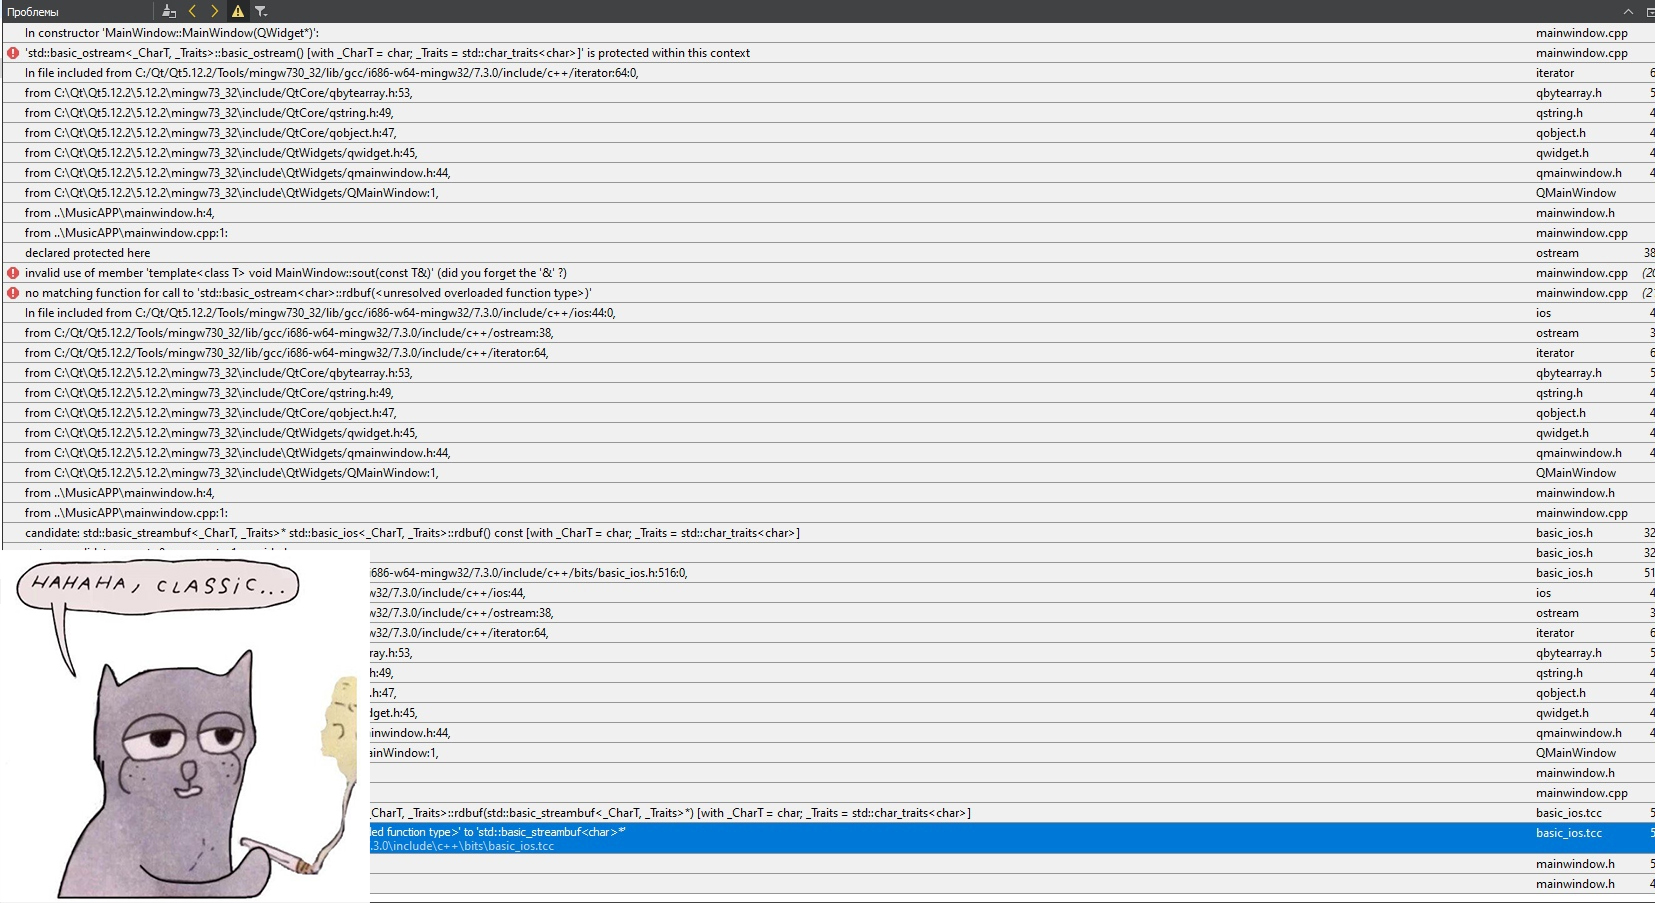 Проблемы
In constructor 'MainWindow::MainWindow(QWidget*)': mainwindow.cpp
'std::basic_ostream<_CharT, _Traits>::basic_ostream() [with _CharT = char; _Traits = std::char_traits<char>]' is protected within this context mainwindow.cpp
In file included from C:/Qt/Qt5.12.2/Tools/mingw730_32/lib/gcc/i686-w64-mingw32/7.3.0/include/c++/iterator:64:0, iterator 6
from C:\Qt\Qt5.12.2\5.12.2\mingw73_32\include/QtCore/qbytearray.h:53, qbytearray.h 5
from C:\Qt\Qt5.12.2\5.12.2\mingw73_32\include/QtCore/qstring.h:49, qstring.h 4
from C:\Qt\Qt5.12.2\5.12.2\mingw73_32\include/QtCore/qobject.h:47, qobject.h 4
from C:\Qt\Qt5.12.2\5.12.2\mingw73_32\include/QtWidgets/qwidget.h:45, qwidget.h 4
from C:\Qt\Qt5.12.2\5.12.2\mingw73_32\include\QtWidgets/qmainwindow.h:44, qmainwindow.h 4
from C:\Qt\Qt5.12.2\5.12.2\mingw73_32\include\QtWidgets/QMainWindow:1, QMainWindow
from ..\MusicAPP\mainwindow.h:4, mainwindow.h
from ..\MusicAPP\mainwindow.cpp:1: mainwindow.cpp
declared protected here ostream 38
invalid use of member 'template<class T> void MainWindow::sout(const T&)' (did you forget the '&' ?) mainwindow.cpp (20
no matching function for call to 'std::basic_ostream<char>::rdbuf(<unresolved overloaded function type>)' mainwindow.cpp (21
In file included from C:/Qt/Qt5.12.2/Tools/mingw730_32/lib/gcc/i686-w64-mingw32/7.3.0/include/c++/ios:44:0, ios 4
from C:/Qt/Qt5.12.2/Tools/mingw730_32/lib/gcc/i686-w64-mingw32/7.3.0/include/c++/ostream:38, ostream 3
from C:/Qt/Qt5.12.2/Tools/mingw730_32/lib/gcc/i686-w64-mingw32/7.3.0/include/c++/iterator:64, iterator 6
from C:\Qt\Qt5.12.2\5.12.2\mingw73_32\include/QtCore/qbytearray.h:53, qbytearray.h 5
from C:\Qt\Qt5.12.2\5.12.2\mingw73_32\include/QtCore/qstring.h:49, qstring.h 4
from C:\Qt\Qt5.12.2\5.12.2\mingw73_32\include/QtCore/qobject.h:47, qobject.h 4
from C:\Qt\Qt5.12.2\5.12.2\mingw73_32\include/QtWidgets/qwidget.h:45, qwidget.h 4
from C:\Qt\Qt5.12.2\5.12.2\mingw73_32\include\QtWidgets/qmainwindow.h:44, qmainwindow.h 4
from C:\Qt\Qt5.12.2\5.12.2\mingw73_32\include\QtWidgets/QMainWindow:1, QMainWindow
from ..\MusicAPP\mainwindow.h:4, mainwindow.h
from ..\MusicAPP\mainwindow.cpp:1: mainwindow.cpp
candidate: std::basic_streambuf<_CharT, _Traits>* std::basic_ios<_CharT, _Traits>::rdbuf() const [with _CharT = char; _Traits = std::char_traits<char>] basic_ios.h 32
basic_ios.h 32
i686-w64-mingw32/7.3.0/include/c++/bits/basic_ios.h:516:0, basic_ios.h 51
w32/7.3.0/include/c++/ios:44, ios 4
w32/7.3.0/include/c++/ostream:38, ostream 3
w32/7.3.0/include/c++/iterator:64, iterator 6
ray.h:53, qbytearray.h 5
h:49, qstring.h 4
.h:47, qobject.h 4
dget.h:45, qwidget.h 4
inwindow.h:44, qmainwindow.h 4
ainWindow:1, QMainWindow
mainwindow.h
mainwindow.cpp
_CharT, _Traits>::rdbuf(std::basic_streambuf<_CharT, _Traits>*) [with _CharT = char; _Traits = std::char_traits<char>] basic_ios.tcc 5
ded function type>' to 'std::basic_streambuf<char>*' basic_ios.tcc 5
.3.0\include\c++\bits\basic_ios.tcc
mainwindow.h 5
mainwindow.h 4
HAHAHA, CLASSIC...